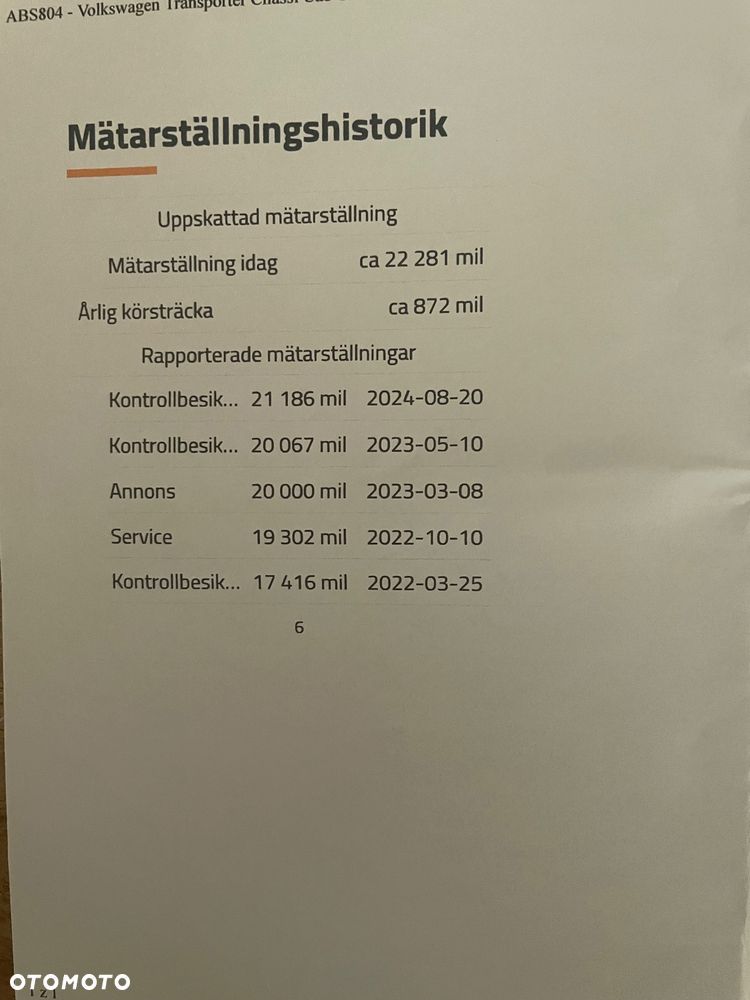 ABS804 - Volkswagen Transporter Chassi
Mätarställningshistorik
Uppskattad mätarställning
Mätarställning idag ca 22 281 mil
Årlig körsträcka ca 872 mil
Rapporterade mätarställningar
Kontrollbesik... 21 186 mil 2024-08-20
Kontrollbesik... 20 067 mil 2023-05-10
Annons 20 000 mil 2023-03-08
Service 19 302 mil 2022-10-10
Kontrollbesik... 17 416 mil 2022-03-25
6
OTOMOTO